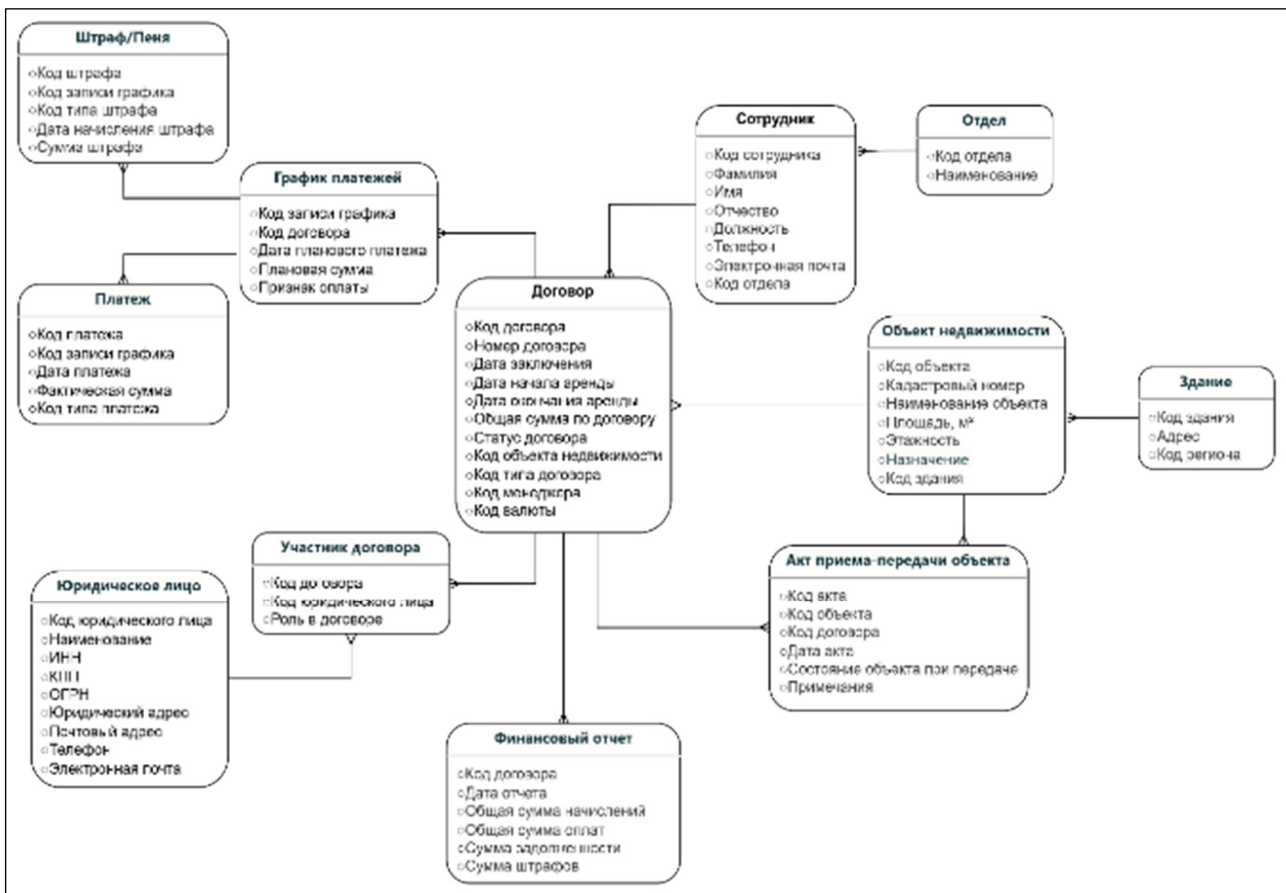 Штраф/Пеня
Код штрафа
Код записи графика
Код типа штрафа
Дата начисления штрафа
Сумма штрафа
График платежей
Код записи графика
Код договора
Дата планового платежа
Плановая сумма
Признак оплаты
Платеж
Код платежа
Код записи графика
Дата платежа
Фактическая сумма
Код типа платежа
Сотрудник
Код сотрудника
Фамилия
Имя
Отчество
Должность
Телефон
Электронная почта
Код отдела
Отдел
Код отдела
Наименование
Договор
Код договора
Номер договора
Дата заключения
Дата начала аренды
Дата окончания аренды
Общая сумма по договору
Статус договора
Код объекта недвижимости
Код типа договора
Код менеджера
Код валюты
Объект недвижимости
Код объекта
Кадастровый номер
Наименование объекта
Площадь, м²
Этажность
Назначение
Код здания
Здание
Код здания
Адрес
Код региона
Участник договора
Код договора
Код юридического лица
Роль в договоре
Юридическое лицо
Код юридического лица
Наименование
ИНН
КПП
ОГРН
Юридический адрес
Почтовый адрес
Телефон
Электронная почта
Акт приема-передачи объекта
Код акта
Код объекта
Код договора
Дата акта
Состояние объекта при передаче
Примечания
Финансовый отчет
Код договора
Дата отчета
Общая сумма начислений
Общая сумма оплат
Сумма задолженности
Сумма штрафов